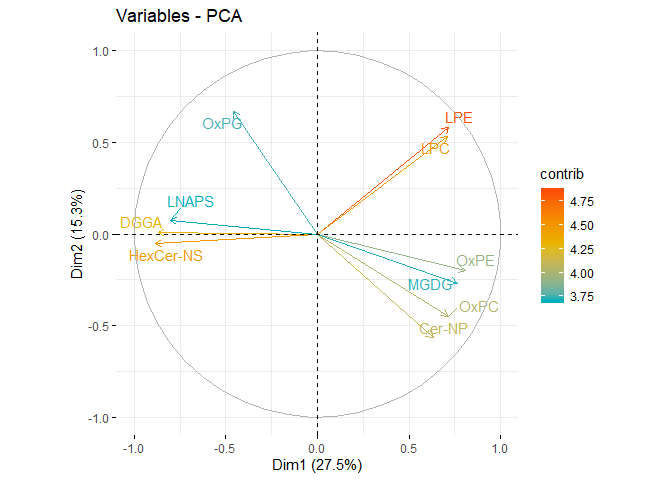 Variables - PCA
1.0
0.5
0.0
-0.5
-1.0
Dim2 (15.3%)
OxPG
LPE
LPC
LNAPS
DGGA
HexCer-NS
OxPE
MGDG
OxPC
Cer-NP
-1.0
-0.5
0.0
0.5
1.0
Dim1 (27.5%)
contrib
4.75
4.50
4.25
4.00
3.75